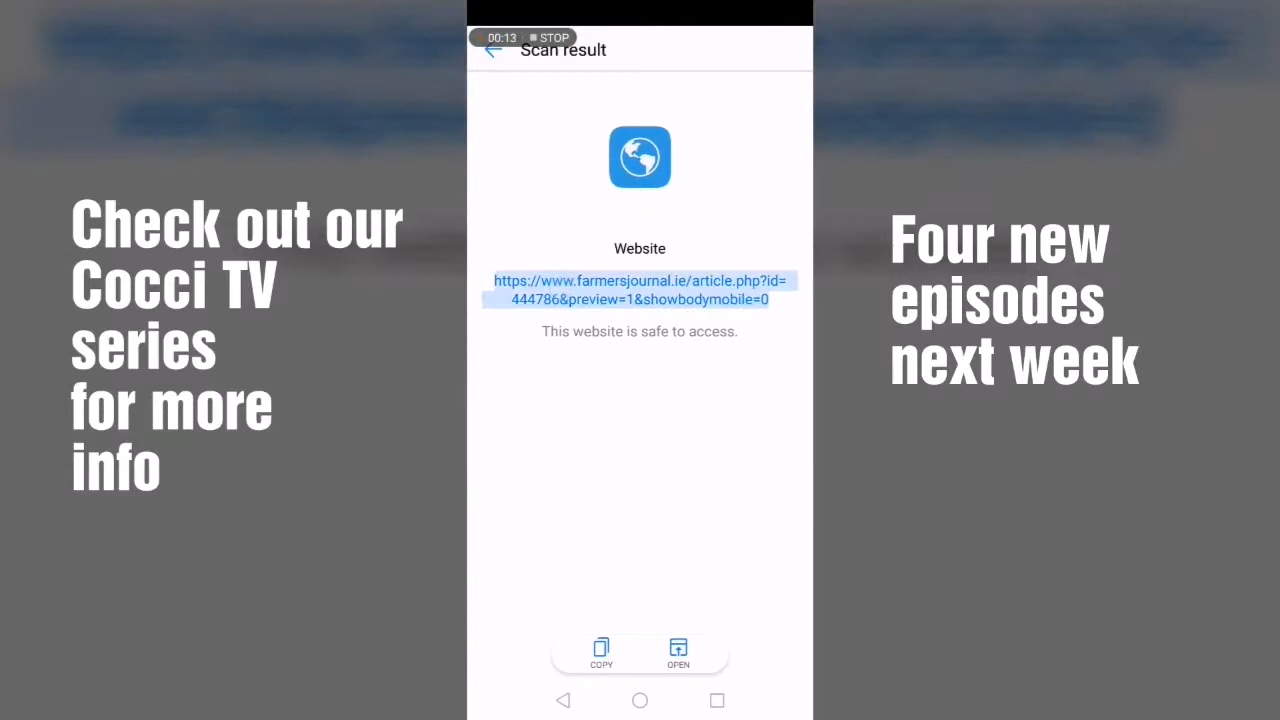 Check out our
Cocci TV
series
for more
info
00:13 STOP
Scan result
Website
https://www.farmersjournal.ie/article.php?id=
444786&preview=1&showbodymobile=0
This website is safe to access.
COPY OPEN
Four new
episodes
next week